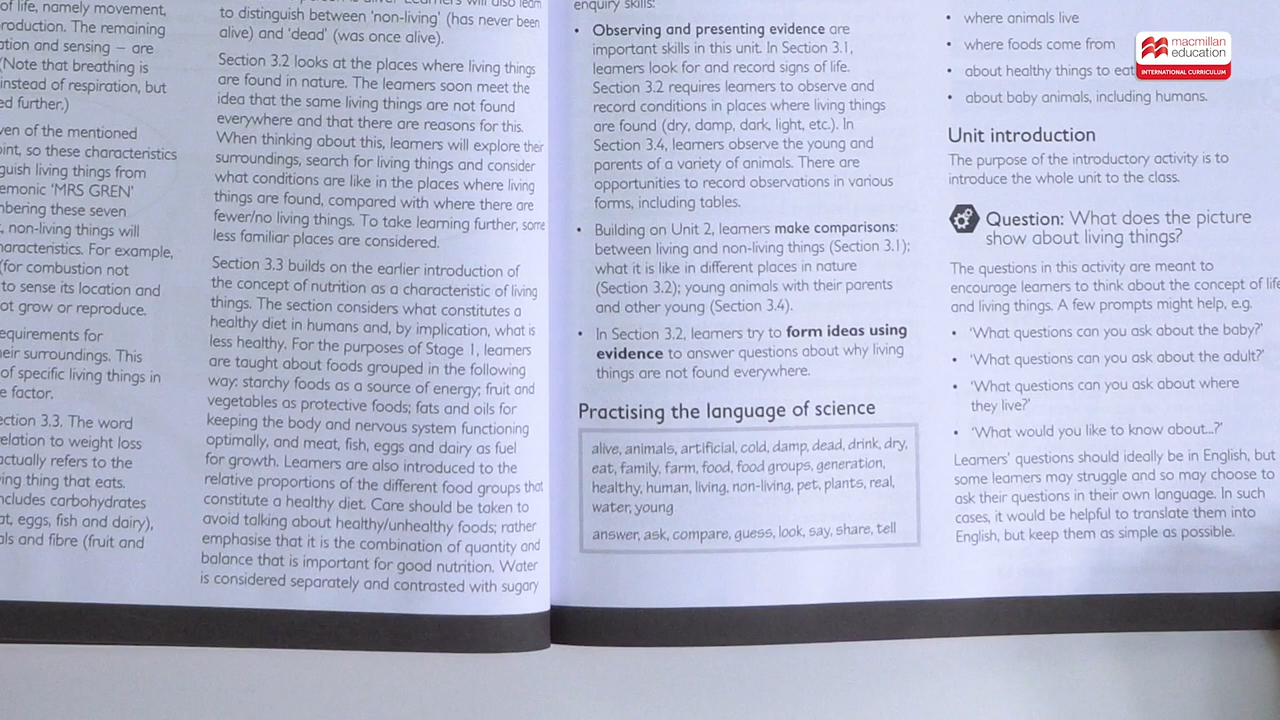 of life, namely movement,
roduction. The remaining
ation and sensing – are
(Note that breathing is
instead of respiration, but
ed further.)
ven of the mentioned
oint, so these characteristics
guish living things from
emonic 'MRS GREN'
mbering these seven
, non-living things will
haracteristics. For example,
(for combustion not
to sense its location and
ot grow or reproduce.
equirements for
heir surroundings. This
of specific living things in
e factor.
ection 3.3. The word
relation to weight loss
actually refers to the
ving thing that eats.
ncludes carbohydrates
at, eggs, fish and dairy),
als and fibre (fruit and
to distinguish between 'non-living' (has never been
alive) and 'dead' (was once alive).
Section 3.2 looks at the places where living things
are found in nature. The learners soon meet the
idea that the same living things are not found
everywhere and that there are reasons for this.
When thinking about this, learners will explore their
surroundings, search for living things and consider
what conditions are like in the places where living
things are found, compared with where there are
fewer/no living things. To take learning further, some
less familiar places are considered.
Section 3.3 builds on the earlier introduction of
the concept of nutrition as a characteristic of living
things. The section considers what constitutes a
healthy diet in humans and, by implication, what is
less healthy. For the purposes of Stage 1, learners
are taught about foods grouped in the following
way: starchy foods as a source of energy; fruit and
vegetables as protective foods; fats and oils for
keeping the body and nervous system functioning
optimally, and meat, fish, eggs and dairy as fuel
for growth. Learners are also introduced to the
relative proportions of the different food groups that
constitute a healthy diet. Care should be taken to
avoid talking about healthy/unhealthy foods; rather
emphasise that it is the combination of quantity and
balance that is important for good nutrition. Water
is considered separately and contrasted with sugary
enquiry skills:
• Observing and presenting evidence are
important skills in this unit. In Section 3.1,
learners look for and record signs of life.
Section 3.2 requires learners to observe and
record conditions in places where living things
are found (dry, damp, dark, light, etc.). In
Section 3.4, learners observe the young and
parents of a variety of animals. There are
opportunities to record observations in various
forms, including tables.
• Building on Unit 2, learners make comparisons:
between living and non-living things (Section 3.1);
what it is like in different places in nature
(Section 3.2); young animals with their parents
and other young (Section 3.4).
• In Section 3.2, learners try to form ideas using
evidence to answer questions about why living
things are not found everywhere.
Practising the language of science
alive, animals, artificial, cold, damp, dead, drink, dry,
eat, family, farm, food, food groups, generation,
healthy, human, living, non-living, pet, plants, real,
water, young
answer, ask, compare, guess, look, say, share, tell
• where animals live
• where foods come from
• about healthy things to eat
• about baby animals, including humans.
Unit introduction
The purpose of the introductory activity is to
introduce the whole unit to the class.
Question: What does the picture
show about living things?
The questions in this activity are meant to
encourage learners to think about the concept of life
and living things. A few prompts might help, e.g.
• 'What questions can you ask about the baby?'
• 'What questions can you ask about the adult?'
• 'What questions can you ask about where
they live?'
• 'What would you like to know about...?'
Learners' questions should ideally be in English, but
some learners may struggle and so may choose to
ask their questions in their own language. In such
cases, it would be helpful to translate them into
English, but keep them as simple as possible.
macmillan
education
INTERNATIONAL CURRICULUM